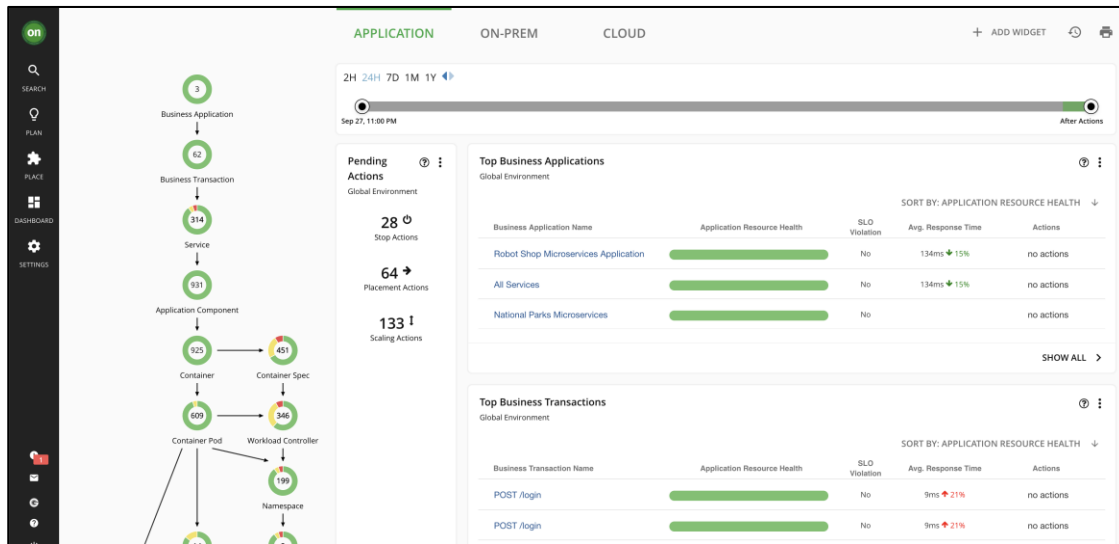 on
SEARCH
PLAN
PLACE
DASHBOARD
SETTINGS
1
3
Business Application
62
Business Transaction
314
Service
931
Application Component
925
451
Container
Container Spec
609
346
Container Pod
Workload Controller
199
Namespace
APPLICATION
ON-PREM
CLOUD
+ ADD WIDGET
2H 24H 7D 1M 1Y
Sep 27, 11:00 PM
After Actions
Pending
Actions
Global Environment
28
Stop Actions
64
Placement Actions
133
Scaling Actions
Top Business Applications
Global Environment
SORT BY: APPLICATION RESOURCE HEALTH
Business Application Name Application Resource Health SLO Violation Avg. Response Time Actions
Robot Shop Microservices Application No 134ms 15% no actions
All Services No 134ms 15% no actions
National Parks Microservices No no actions
SHOW ALL
Top Business Transactions
Global Environment
SORT BY: APPLICATION RESOURCE HEALTH
Business Transaction Name Application Resource Health SLO Violation Avg. Response Time Actions
POST /login No 9ms 21% no actions
POST /login No 9ms 21% no actions